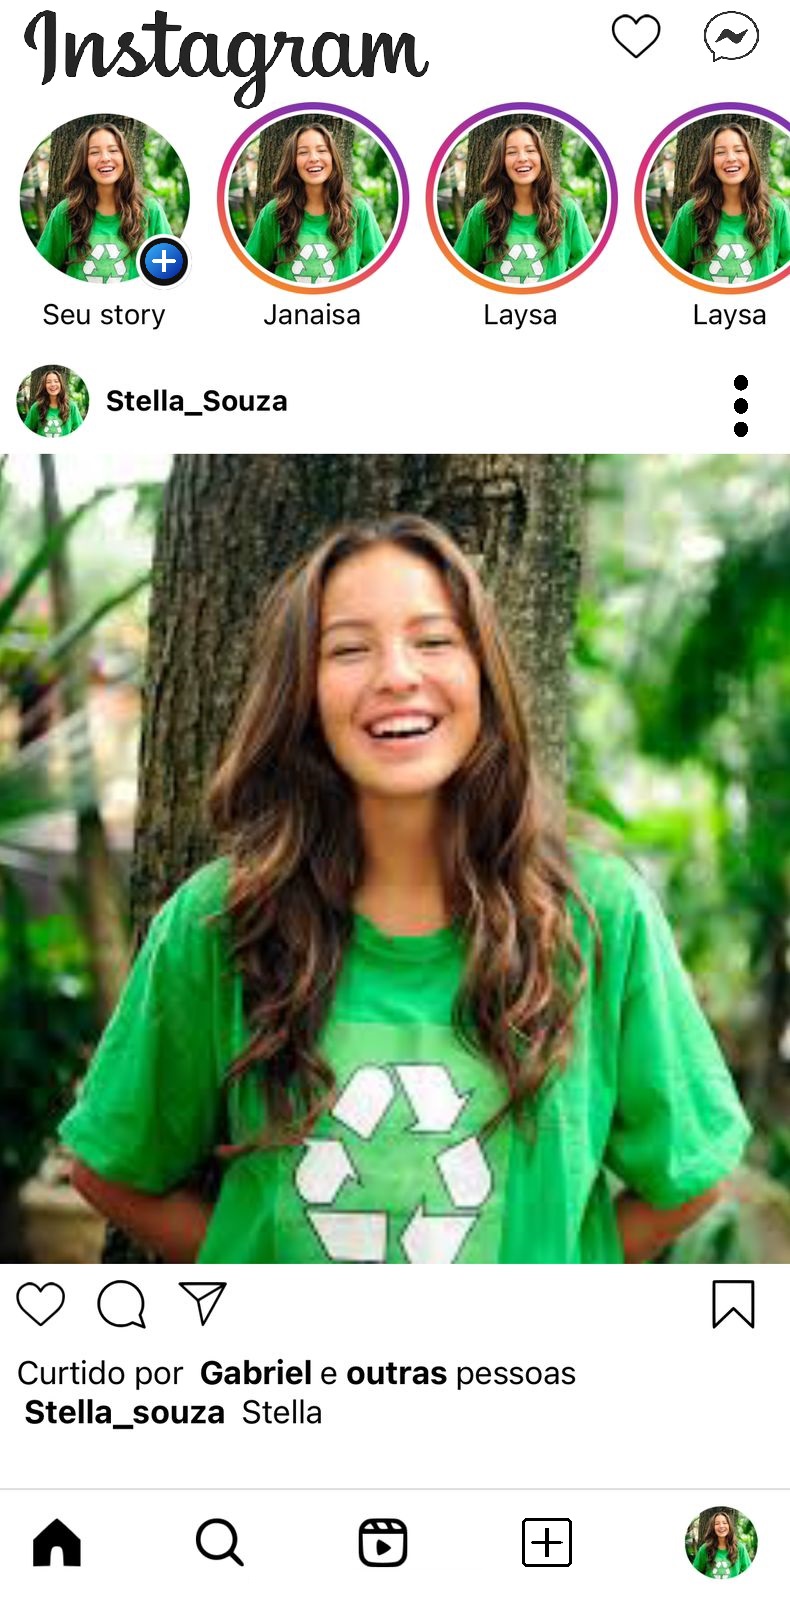 Instagram
Seu story Janaisa Laysa Laysa
Stella_Souza
Curtido por Gabriel e outras pessoas
Stella_souza Stella